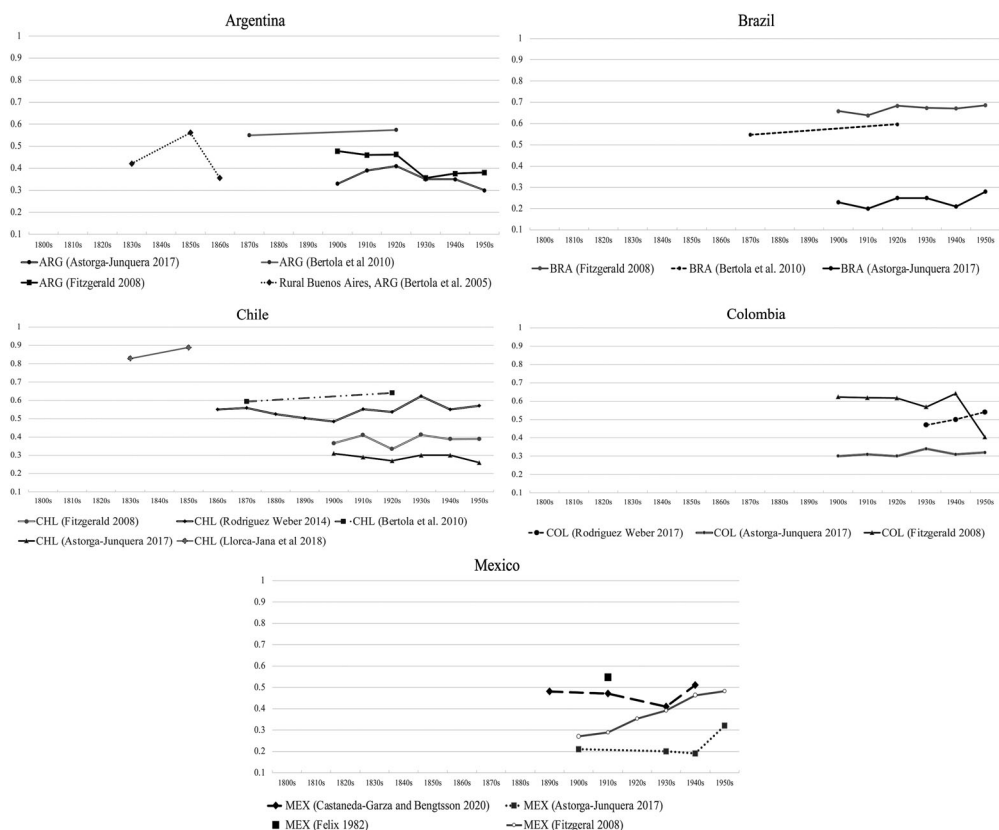 Argentina
1
0.9
0.8
0.7
0.6
0.5
0.4
0.3
0.2
0.1
1800s 1810s 1820s 1830s 1850s 1860s 1870s 1880s 1890s 1900s 1910s 1920s 1930s 1940s 1950s
ARG (Astorga-Junquera 2017) ARG (Bertola et al 2010)
ARG (Fitzgerald 2008) Rural Buenos Aires, ARG (Bertola et al. 2005)
Brazil
1
0.9
0.8
0.7
0.6
0.5
0.4
0.3
0.2
0.1
1800s 1810s 1820s 1830s 1850s 1860s 1870s 1880s 1890s 1900s 1910s 1920s 1930s 1940s 1950s
BRA (Fitzgerald 2008) BRA (Bertola et al. 2010) BRA (Astorga-Junquera 2017)
Chile
1
0.9
0.8
0.7
0.6
0.5
0.4
0.3
0.2
0.1
1800s 1810s 1820s 1830s 1850s 1860s 1870s 1880s 1890s 1900s 1910s 1920s 1930s 1940s 1950s
CHL (Fitzgerald 2008) CHL (Rodriguez Weber 2014) CHL (Bertola et al. 2010)
CHL (Astorga-Junquera 2017) CHL (Llorca-Jana et al 2018)
Colombia
1
0.9
0.8
0.7
0.6
0.5
0.4
0.3
0.2
0.1
1800s 1810s 1820s 1830s 1850s 1860s 1870s 1880s 1890s 1900s 1910s 1920s 1930s 1940s 1950s
COL (Rodriguez Weber 2017) COL (Astorga-Junquera 2017) COL (Fitzgerald 2008)
Mexico
1
0.9
0.8
0.7
0.6
0.5
0.4
0.3
0.2
0.1
1800s 1810s 1820s 1830s 1850s 1860s 1870s 1880s 1890s 1900s 1910s 1920s 1930s 1940s 1950s
MEX (Castaneda-Garza and Bengtsson 2020) MEX (Astorga-Junquera 2017)
MEX (Felix 1982) MEX (Fitzgeral 2008)